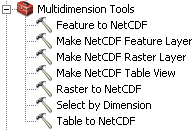 Multidimension Tools
Feature to NetCDF
Make NetCDF Feature Layer
Make NetCDF Raster Layer
Make NetCDF Table View
Raster to NetCDF
Select by Dimension
Table to NetCDF